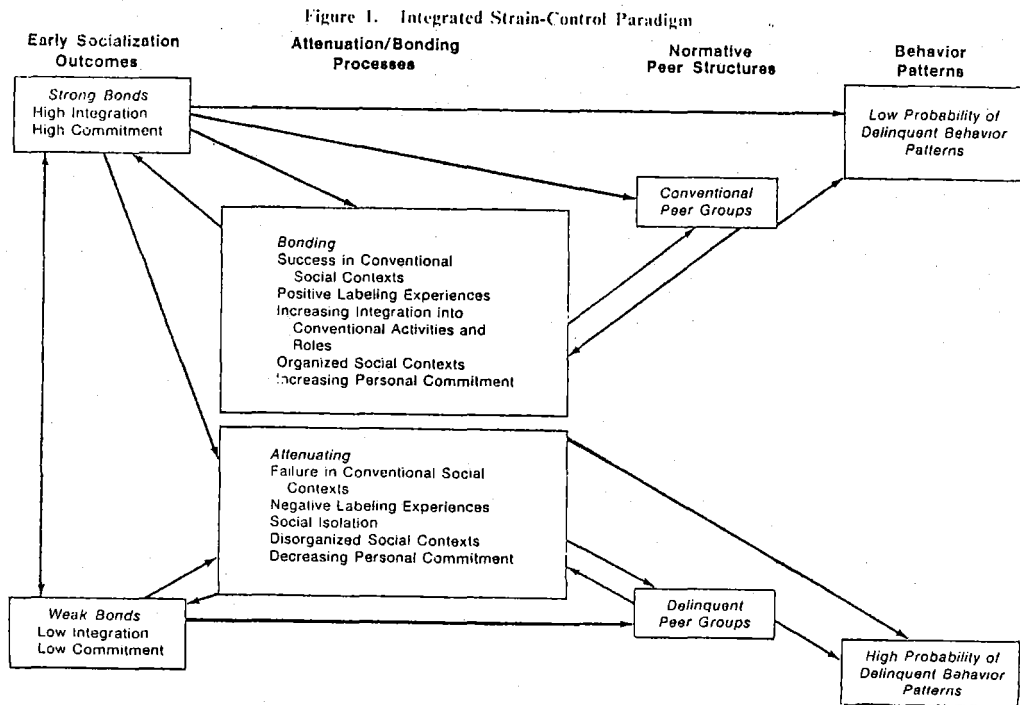 Figure 1. Integrated Strain-Control Paradigm
Early Socialization
Outcomes
Attenuation/Bonding
Processes
Normative
Peer Structures
Behavior
Patterns
Strong Bonds
High Integration
High Commitment
Low Probability of
Delinquent Behavior
Patterns
Conventional
Peer Groups
Bonding
Success in Conventional
Social Contexts
Positive Labeling Experiences
Increasing Integration into
Conventional Activities and
Roles
Organized Social Contexts
Increasing Personal Commitment
Attenuating
Failure in Conventional Social
Contexts
Negative Labeling Experiences
Social Isolation
Disorganized Social Contexts
Decreasing Personal Commitment
Weak Bonds
Low Integration
Low Commitment
Delinquent
Peer Groups
High Probability of
Delinquent Behavior
Patterns